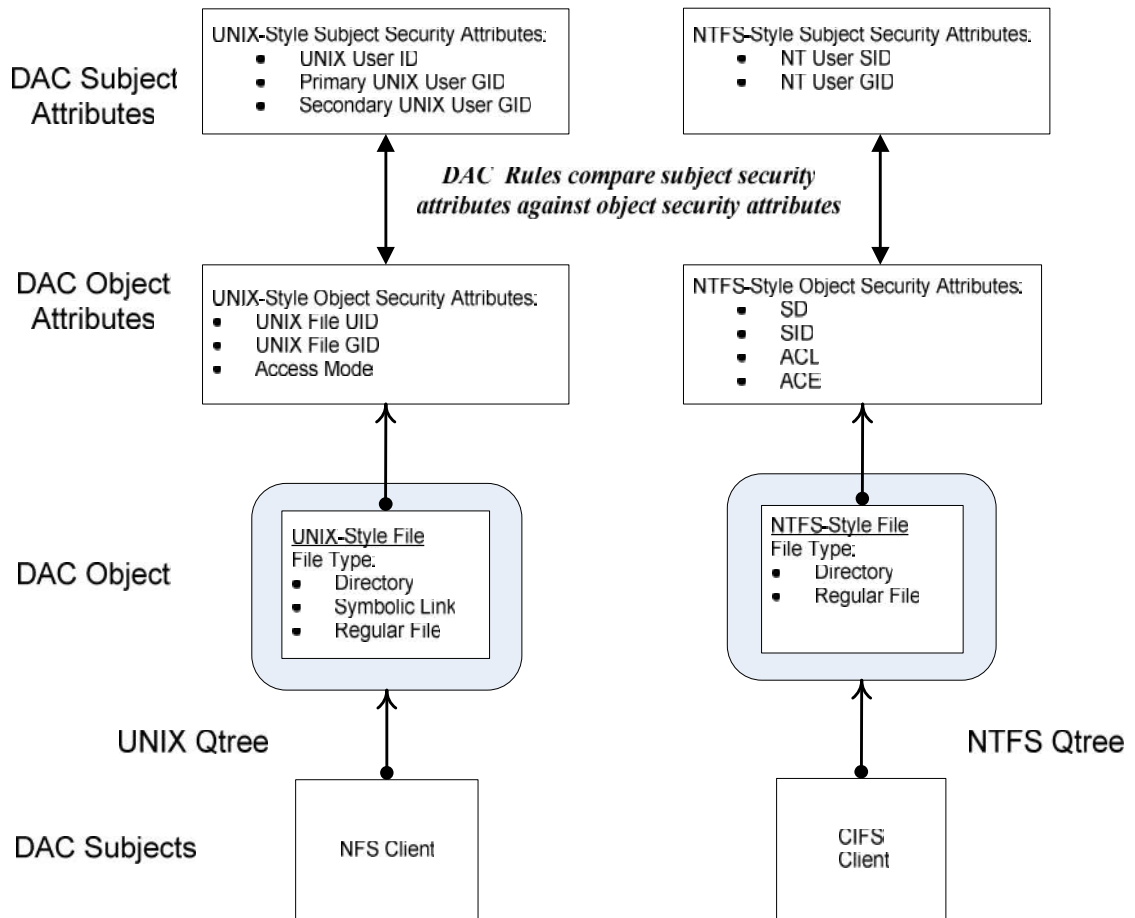 DAC Subject
Attributes
UNIX-Style Subject Security Attributes:
• UNIX User ID
• Primary UNIX User GID
• Secondary UNIX User GID
NTFS-Style Subject Security Attributes:
• NT User SID
• NT User GID
DAC Rules compare subject security
attributes against object security attributes
DAC Object
Attributes
UNIX-Style Object Security Attributes:
• UNIX File UID
• UNIX File GID
• Access Mode
NTFS-Style Object Security Attributes:
• SD
• SID
• ACL
• ACE
DAC Object
UNIX-Style File
File Type:
• Directory
• Symbolic Link
• Regular File
NTFS-Style File
File Type:
• Directory
• Regular File
UNIX Qtree
NTFS Qtree
DAC Subjects
NFS Client
CIFS
Client